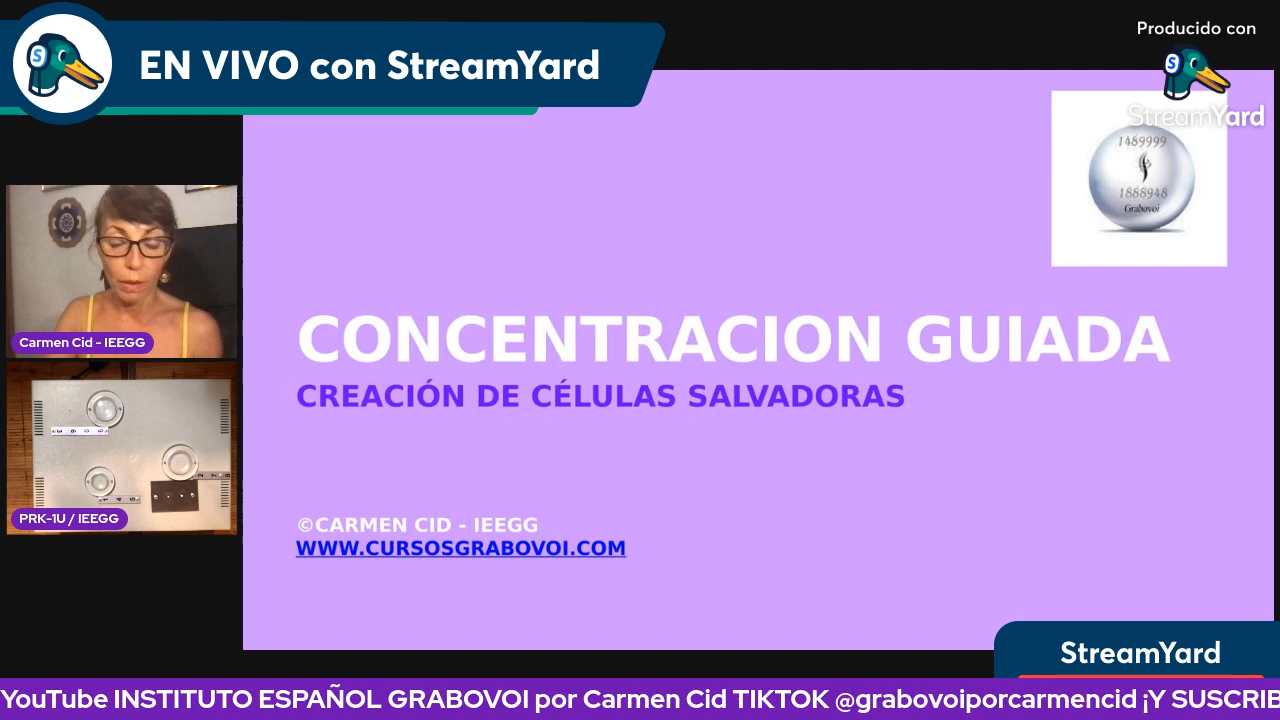 EN VIVO con StreamYard
Producido con
StreamYard
1489999
1888948
Grabovoi
CONCENTRACION GUIADA
CREACIÓN DE CÉLULAS SALVADORAS
Carmen Cid - IEEGG
PRK-1U / IEEGG
©CARMEN CID - IEEGG
WWW.CURSOSGRABOVOI.COM
StreamYard
YouTube INSTITUTO ESPAÑOL GRABOVOI por Carmen Cid TIKTOK @grabovoiporcarmencid ¡Y SUSCRIB